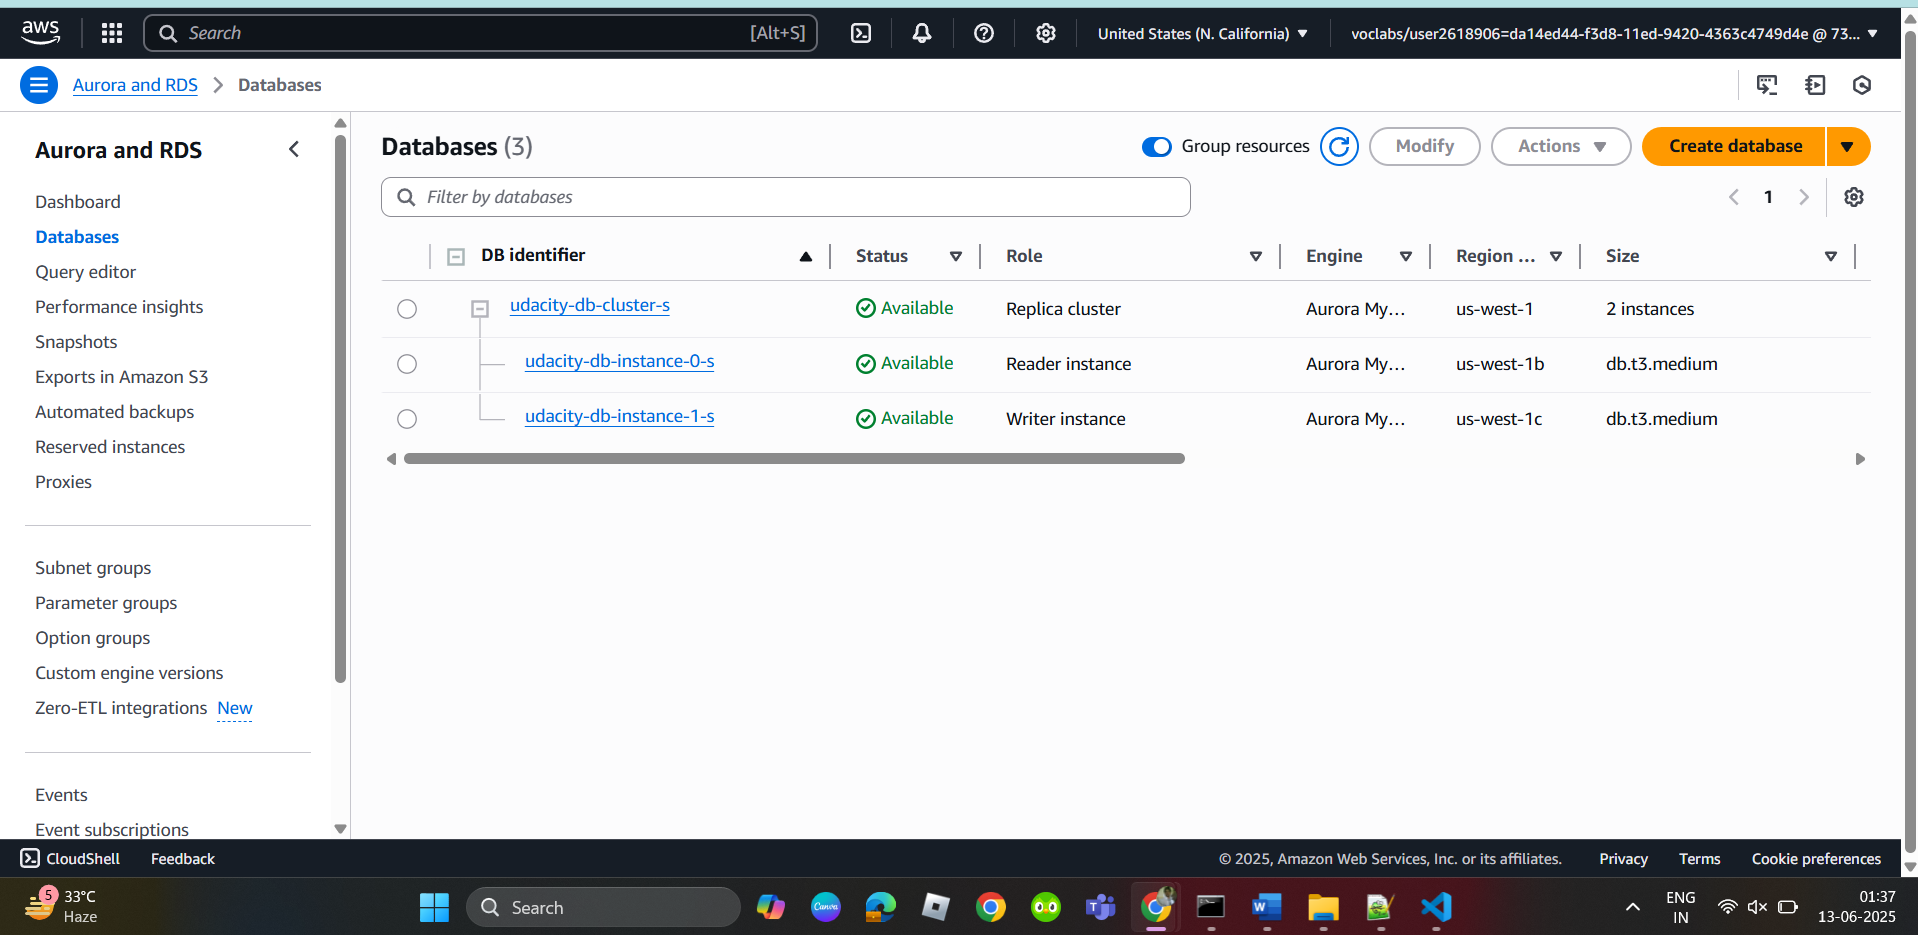 aws
Search [Alt+S]
United States (N. California)
voclabs/user2618906=da14ed44-f3d8-11ed-9420-4363c4749d4e @ 73...
Aurora and RDS
Databases
Aurora and RDS
Dashboard
Databases
Query editor
Performance insights
Snapshots
Exports in Amazon S3
Automated backups
Reserved instances
Proxies
Subnet groups
Parameter groups
Option groups
Custom engine versions
Zero-ETL integrations New
Events
Event subscriptions
Databases (3)
Group resources
Modify
Actions
Create database
Filter by databases
1
DB identifier Status Role Engine Region ... Size
udacity-db-cluster-s Available Replica cluster Aurora My... us-west-1 2 instances
udacity-db-instance-0-s Available Reader instance Aurora My... us-west-1b db.t3.medium
udacity-db-instance-1-s Available Writer instance Aurora My... us-west-1c db.t3.medium
CloudShell Feedback
© 2025, Amazon Web Services, Inc. or its affiliates. Privacy Terms Cookie preferences
5
33°C
Haze
Search
Canva
ENG
IN
01:37
13-06-2025